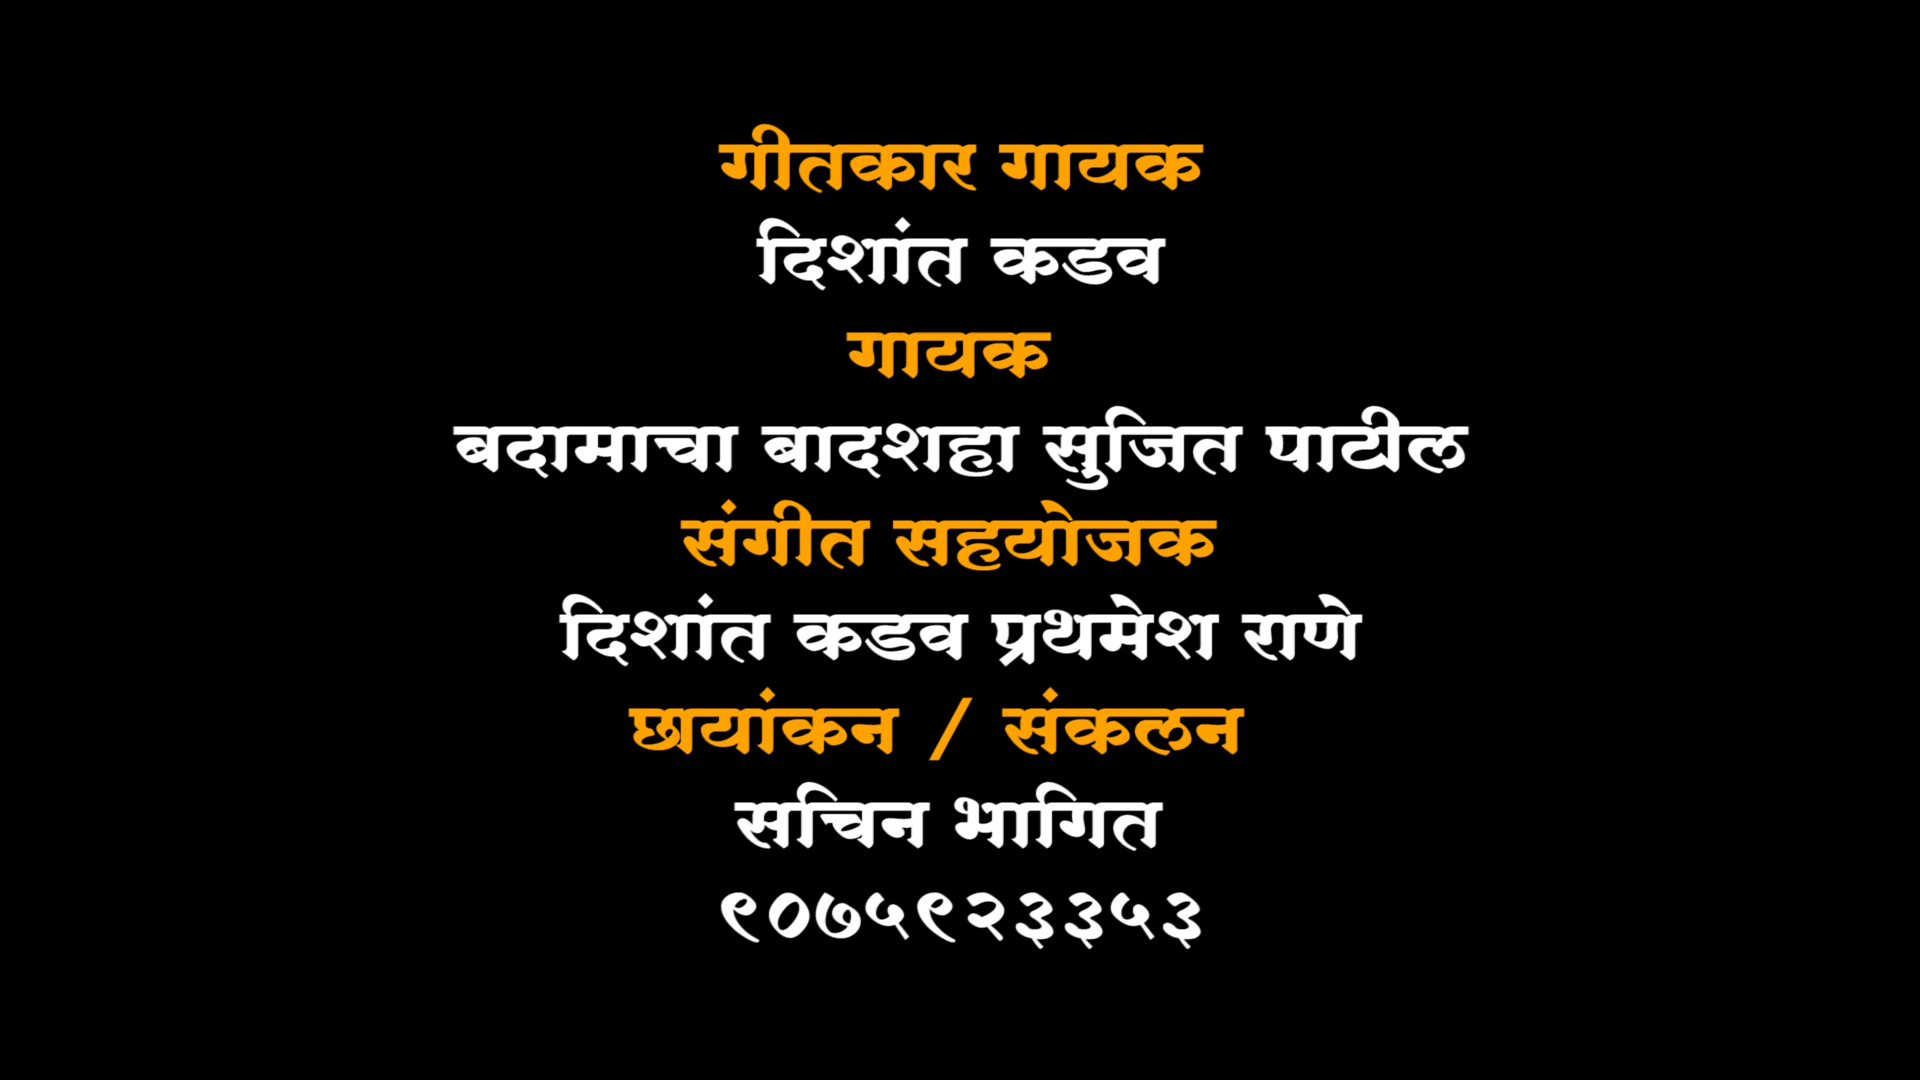 गीतकार गायक
दिशांत कडव
गायक
बदामाचा बादशहा सुजित पाटील
संगीत सहयोजक
दिशांत कडव प्रथमेश राणे
छायांकन / संकलन
सचिन भागित
९०७५९२३३५३